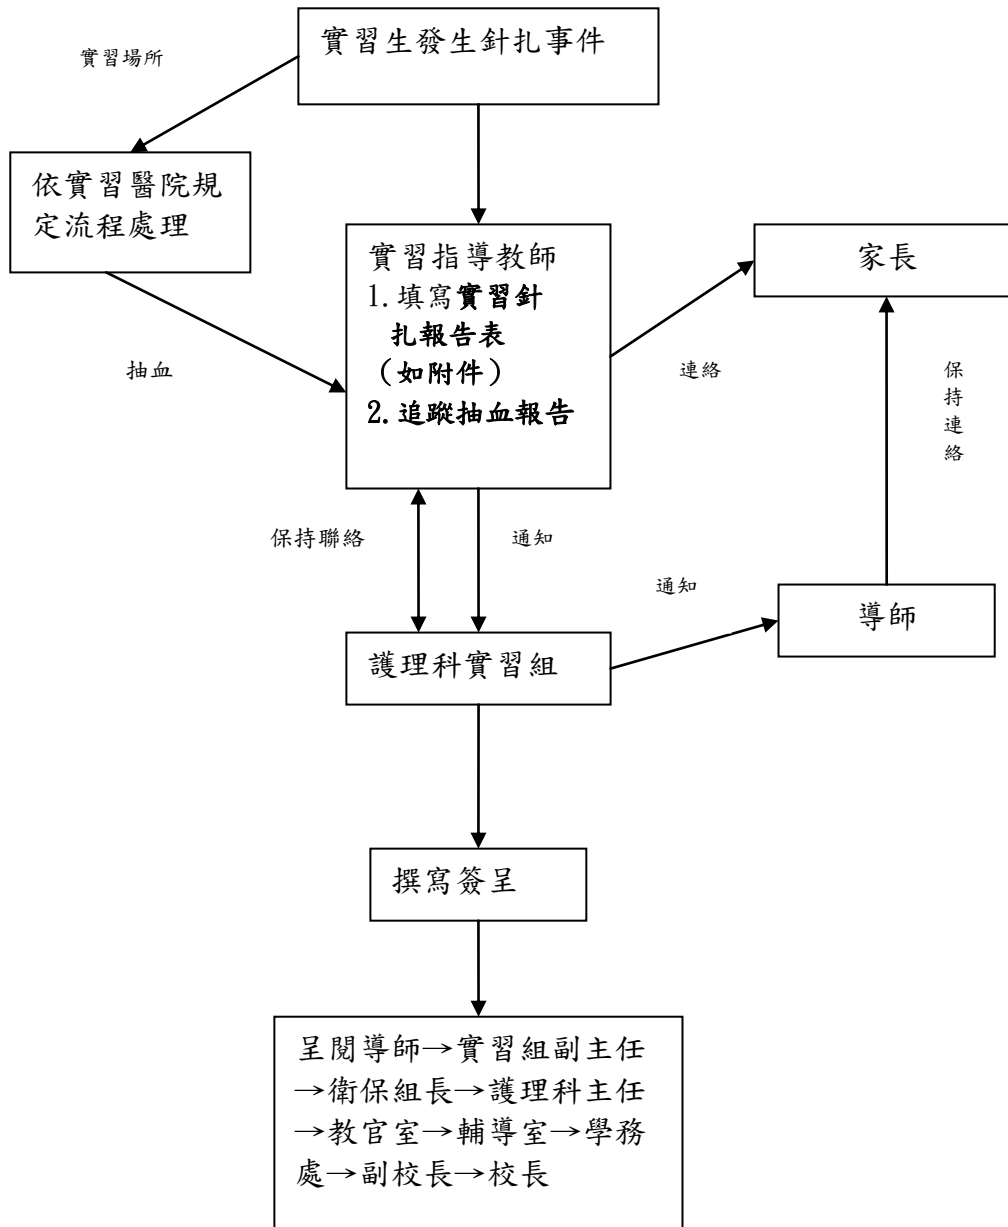 實習生發生針扎事件
實習場所
依實習醫院規
定流程處理
實習指導教師
1.填寫實習針
扎報告表
(如附件)
2.追蹤抽血報告
家長
抽血
連絡
保
持
連
絡
保持聯絡
通知
通知
導師
護理科實習組
撰寫簽呈
呈閱導師→實習組副主任
→衛保組長→護理科主任
→教官室→輔導室→學務
處→副校長→校長